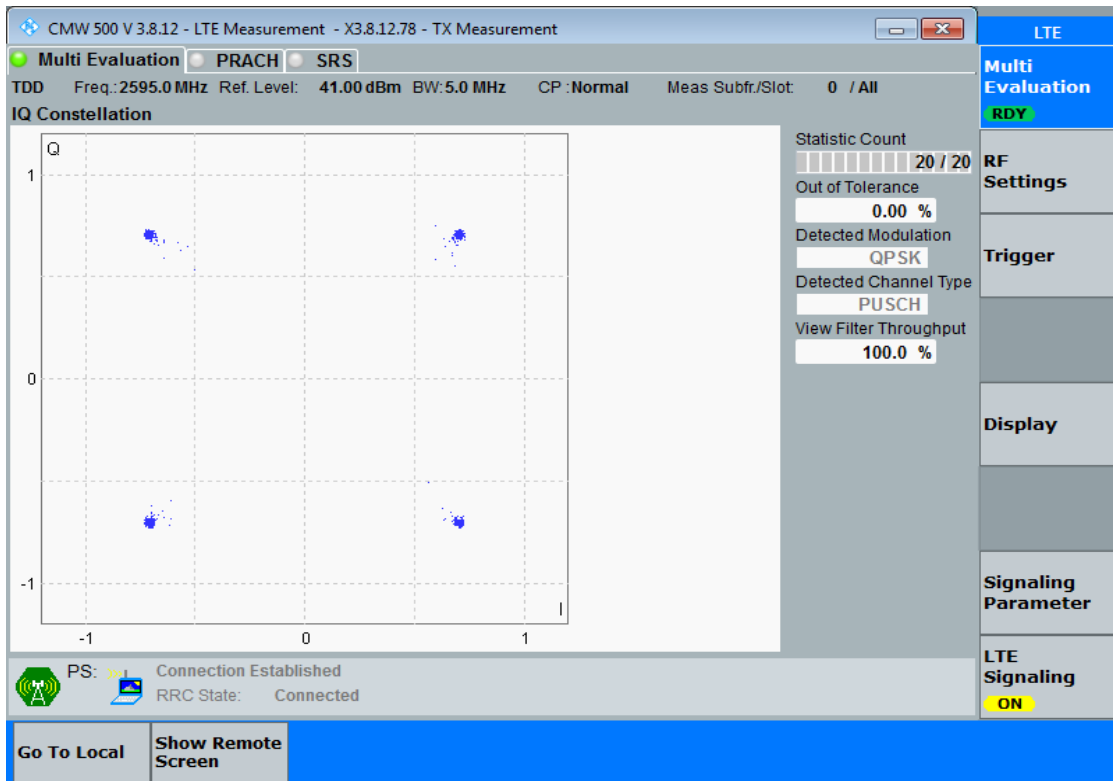 CMW 500 V 3.8.12 - LTE Measurement - X3.8.12.78 - TX Measurement
LTE
Multi Evaluation PRACH SRS
TDD Freq.: 2595.0 MHz Ref. Level: 41.00 dBm BW: 5.0 MHz CP : Normal Meas Subfr./Slot: 0 / All
IQ Constellation
Q
1
0
-1
-1 0 1
I
Statistic Count
20 / 20
Out of Tolerance
0.00 %
Detected Modulation
QPSK
Detected Channel Type
PUSCH
View Filter Throughput
100.0 %
Multi
Evaluation
RDY
RF
Settings
Trigger
Display
Signaling
Parameter
LTE
Signaling
ON
PS: Connection Established
RRC State: Connected
Go To Local
Show Remote
Screen